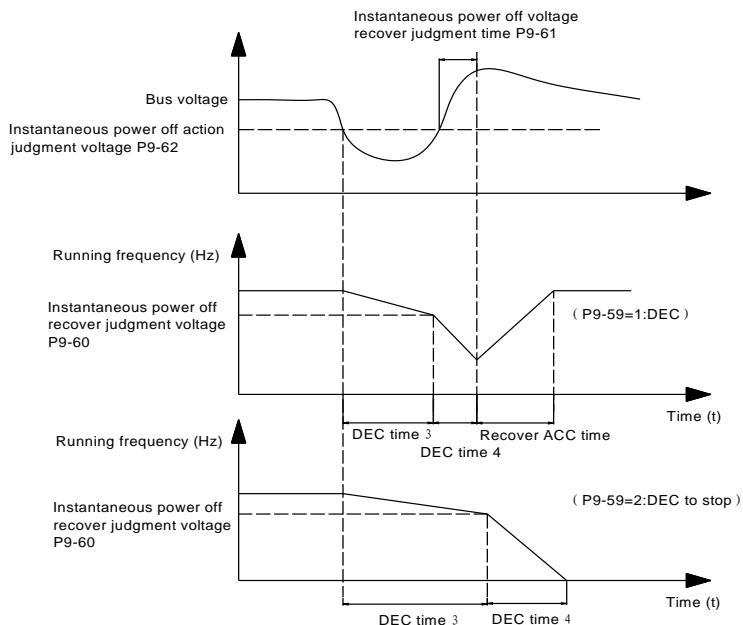 Instantaneous power off voltage
recover judgment time P9-61
Bus voltage
Instantaneous power off action
judgment voltage P9-62
Running frequency (Hz)
Instantaneous power off
recover judgment voltage
P9-60
(P9-59=1:DEC)
Time (t)
DEC time 3
DEC time 4
Recover ACC time
Running frequency (Hz)
Instantaneous power off
recover judgment voltage
P9-60
(P9-59=2:DEC to stop)
Time (t)
DEC time 3
DEC time 4